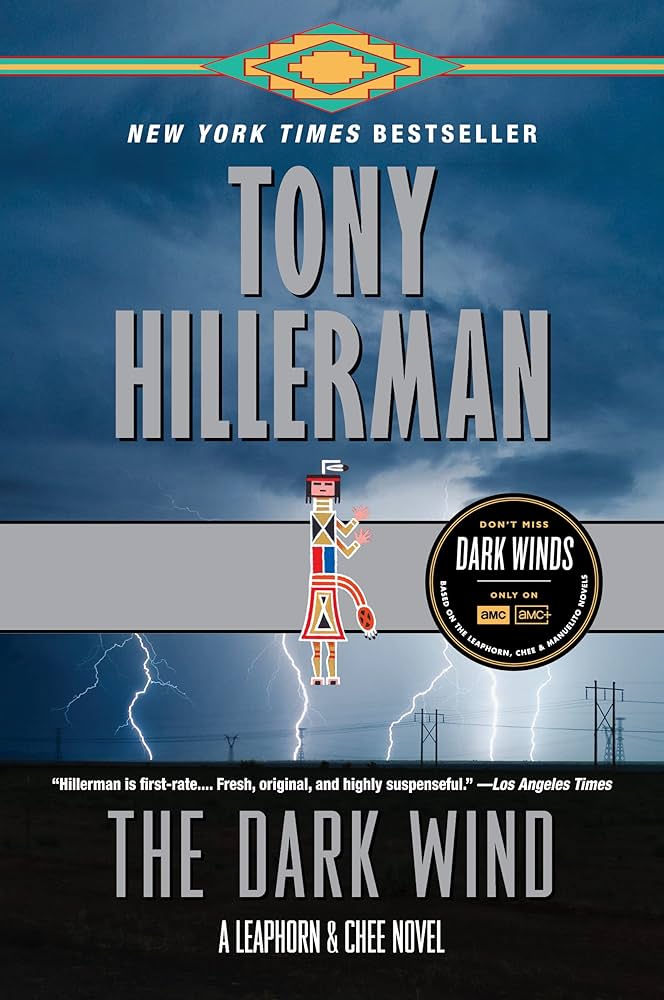 NEW YORK TIMES BESTSELLER
TONY
HILLERMAN
DON'T MISS
DARK WINDS
ONLY ON
amc amc+
BASED ON THE LEAPHORN, CHEE & MANUELITO NOVELS
“Hillerman is first-rate.... Fresh, original, and highly suspenseful.” —Los Angeles Times
THE DARK WIND
A LEAPHORN & CHEE NOVEL